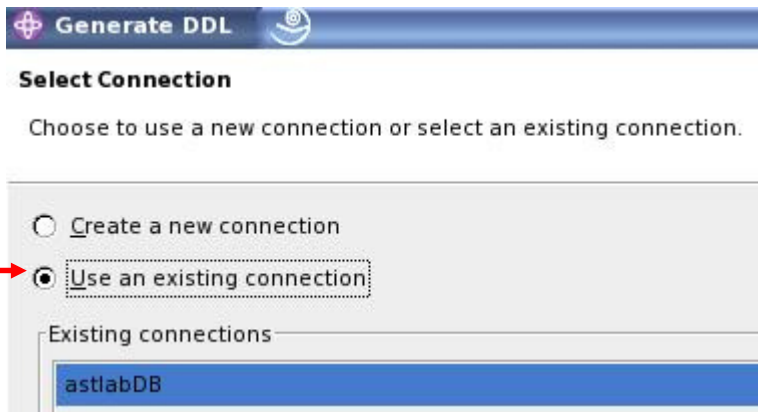 Generate DDL
Select Connection
Choose to use a new connection or select an existing connection.
Create a new connection
Use an existing connection
Existing connections
astlabDB